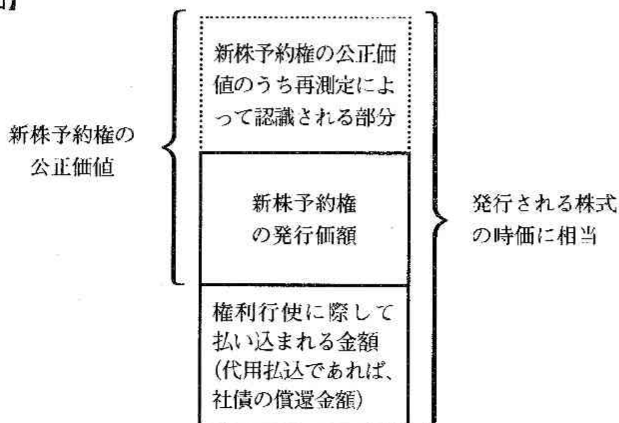 図】
新株予約権の公正価
値のうち再測定によ
って認識される部分
新株予約権の
公正価値
新株予約権
の発行価額
発行される株式
の時価に相当
権利行使に際して
払い込まれる金額
(代用払込であれば、
社債の償還金額)